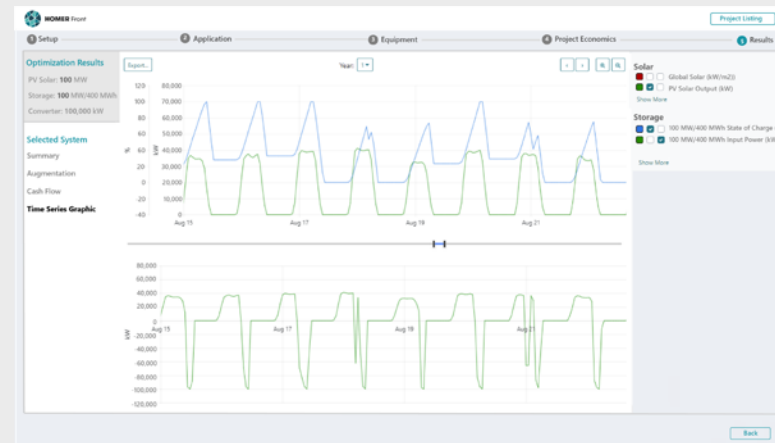 HOMER Front
Project Listing
1 Setup
2 Application
3 Equipment
4 Project Economics
5 Results
Optimization Results
PV Solar: 100 MW
Storage: 100 MW/400 MWh
Converter: 100,000 kW
Selected System
Summary
Augmentation
Cash Flow
Time Series Graphic
Export...
Year: 1
120 80,000
100 70,000
80 60,000
60 50,000
% 40 kW 40,000
20 30,000
0 20,000
-20 10,000
-40 0
Aug 15 Aug 17 Aug 19 Aug 21
80,000
60,000
40,000
20,000
0
Aug 15 Aug 17 Aug 19 Aug 21
kW
-20,000
-40,000
-60,000
-80,000
-100,000
-120,000
Solar
Global Solar (kW/m2))
PV Solar Output (kW)
Show More
Storage
100 MW/400 MWh State of Charge
100 MW/400 MWh Input Power (kW
Show More
Back